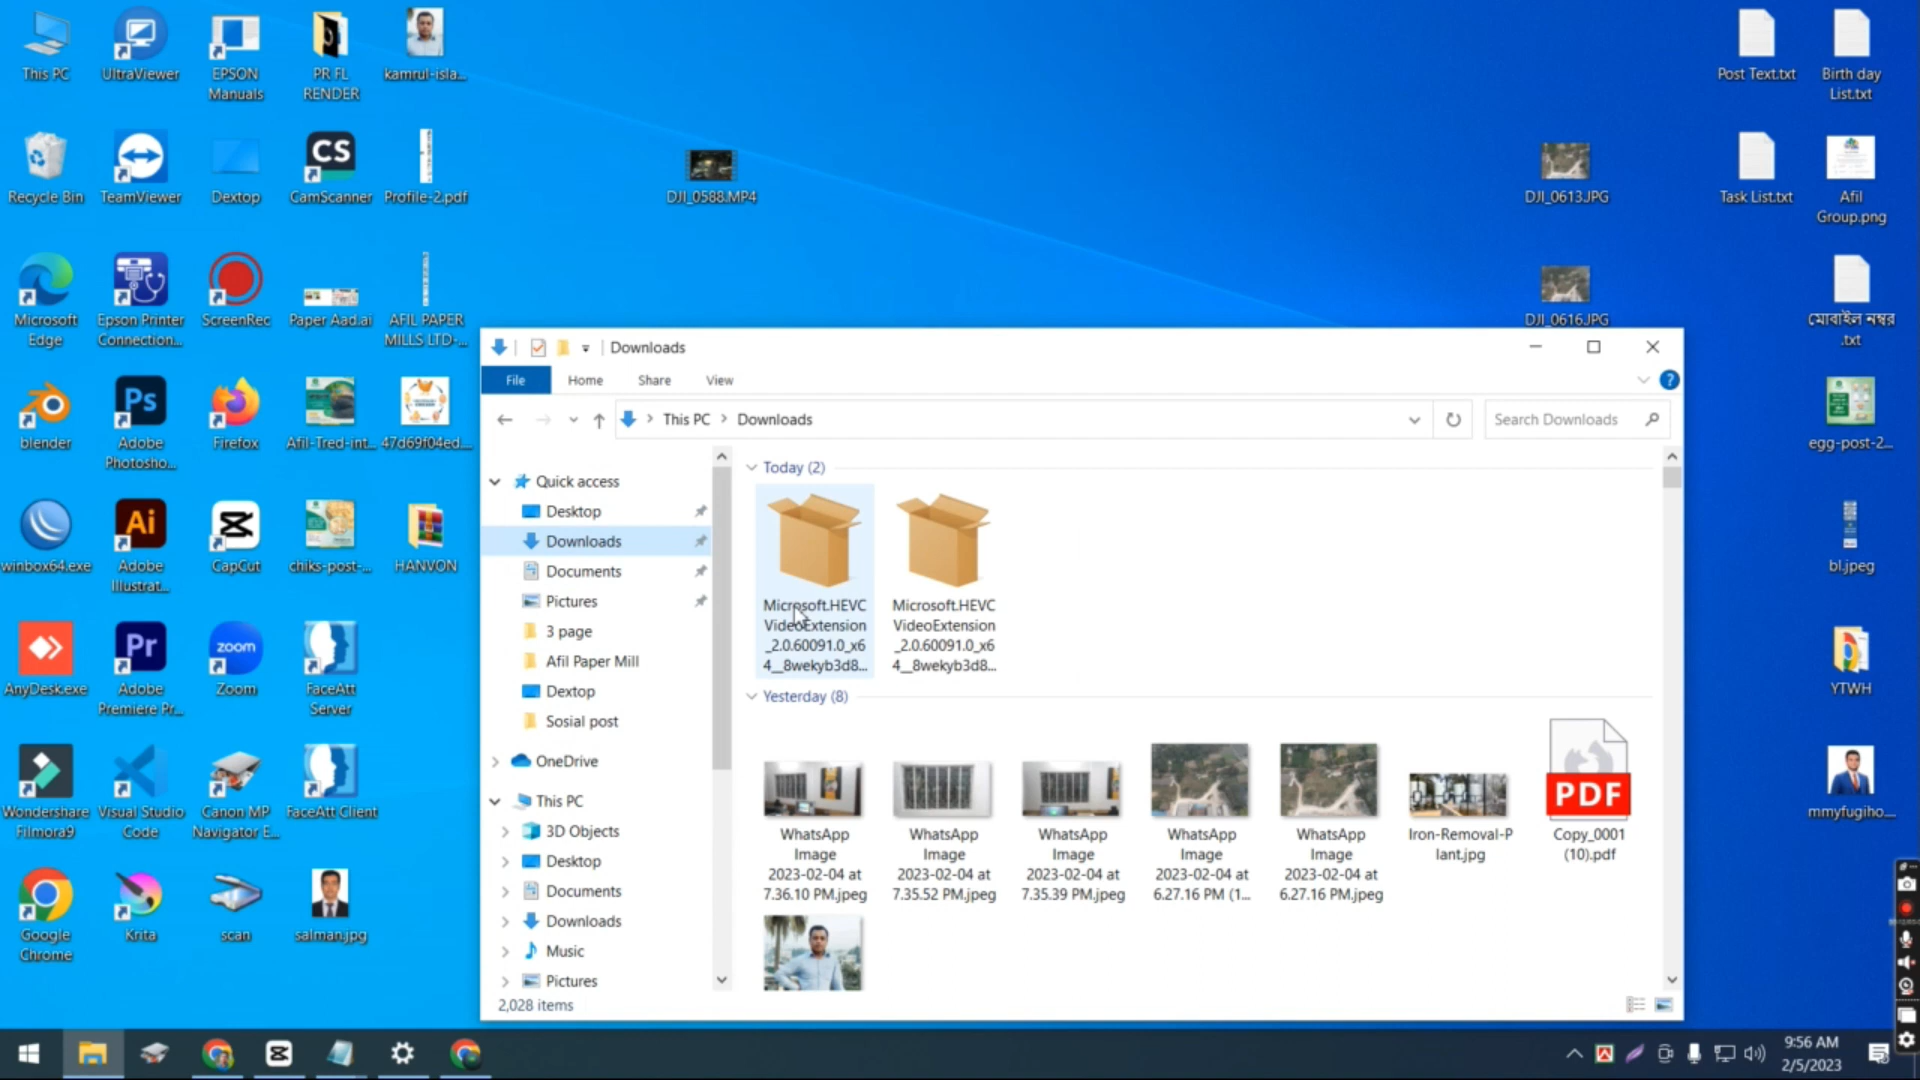 This PC
UltraViewer
EPSON
Manuals
PR FL
RENDER
kamrul-isla...
Post Text.txt
Birth day
List.txt
Recycle Bin
TeamViewer
Dextop
CS
CamScanner
Profile-2.pdf
DJI_0588.MP4
DJI_0613.JPG
Task List.txt
Afil
Group.png
Microsoft
Edge
Epson Printer
Connection...
ScreenRec
Paper Aad.ai
AFIL PAPER
MILLS LTD-...
DJI_0616.JPG
মোবাইল নম্বর
.txt
blender
Ps
Adobe
Photosho...
Firefox
Afil-Tred-int...
47d69f04ed....
egg-post-2...
winbox64.exe
Ai
Adobe
Illustrat...
CapCut
chiks-post-...
HANVON
bl.jpeg
AnyDesk.exe
Pr
Adobe
Premiere Pr...
zoom
Zoom
FaceAtt
Server
YTWH
Wondershare
Filmora9
Visual Studio
Code
Canon MP
Navigator E...
FaceAtt Client
mmyfugiho...
Google
Chrome
Krita
scan
salman.jpg
Downloads
File
Home
Share
View
?
This PC
Downloads
Search Downloads
Quick access
Desktop
Downloads
Documents
Pictures
3 page
Afil Paper Mill
Dextop
Sosial post
OneDrive
This PC
3D Objects
Desktop
Documents
Downloads
Music
Pictures
2,028 items
Today (2)
Microsoft.HEVC
VideoExtension
_2.0.60091.0_x6
4__8wekyb3d8...
Microsoft.HEVC
VideoExtension
_2.0.60091.0_x6
4__8wekyb3d8...
Yesterday (8)
WhatsApp
Image
2023-02-04 at
7.36.10 PM.jpeg
WhatsApp
Image
2023-02-04 at
7.35.52 PM.jpeg
WhatsApp
Image
2023-02-04 at
7.35.39 PM.jpeg
WhatsApp
Image
2023-02-04 at
6.27.16 PM (1...
WhatsApp
Image
2023-02-04 at
6.27.16 PM.jpeg
Iron-Removal-P
lant.jpg
PDF
Copy_0001
(10).pdf
9:56 AM
2/5/2023